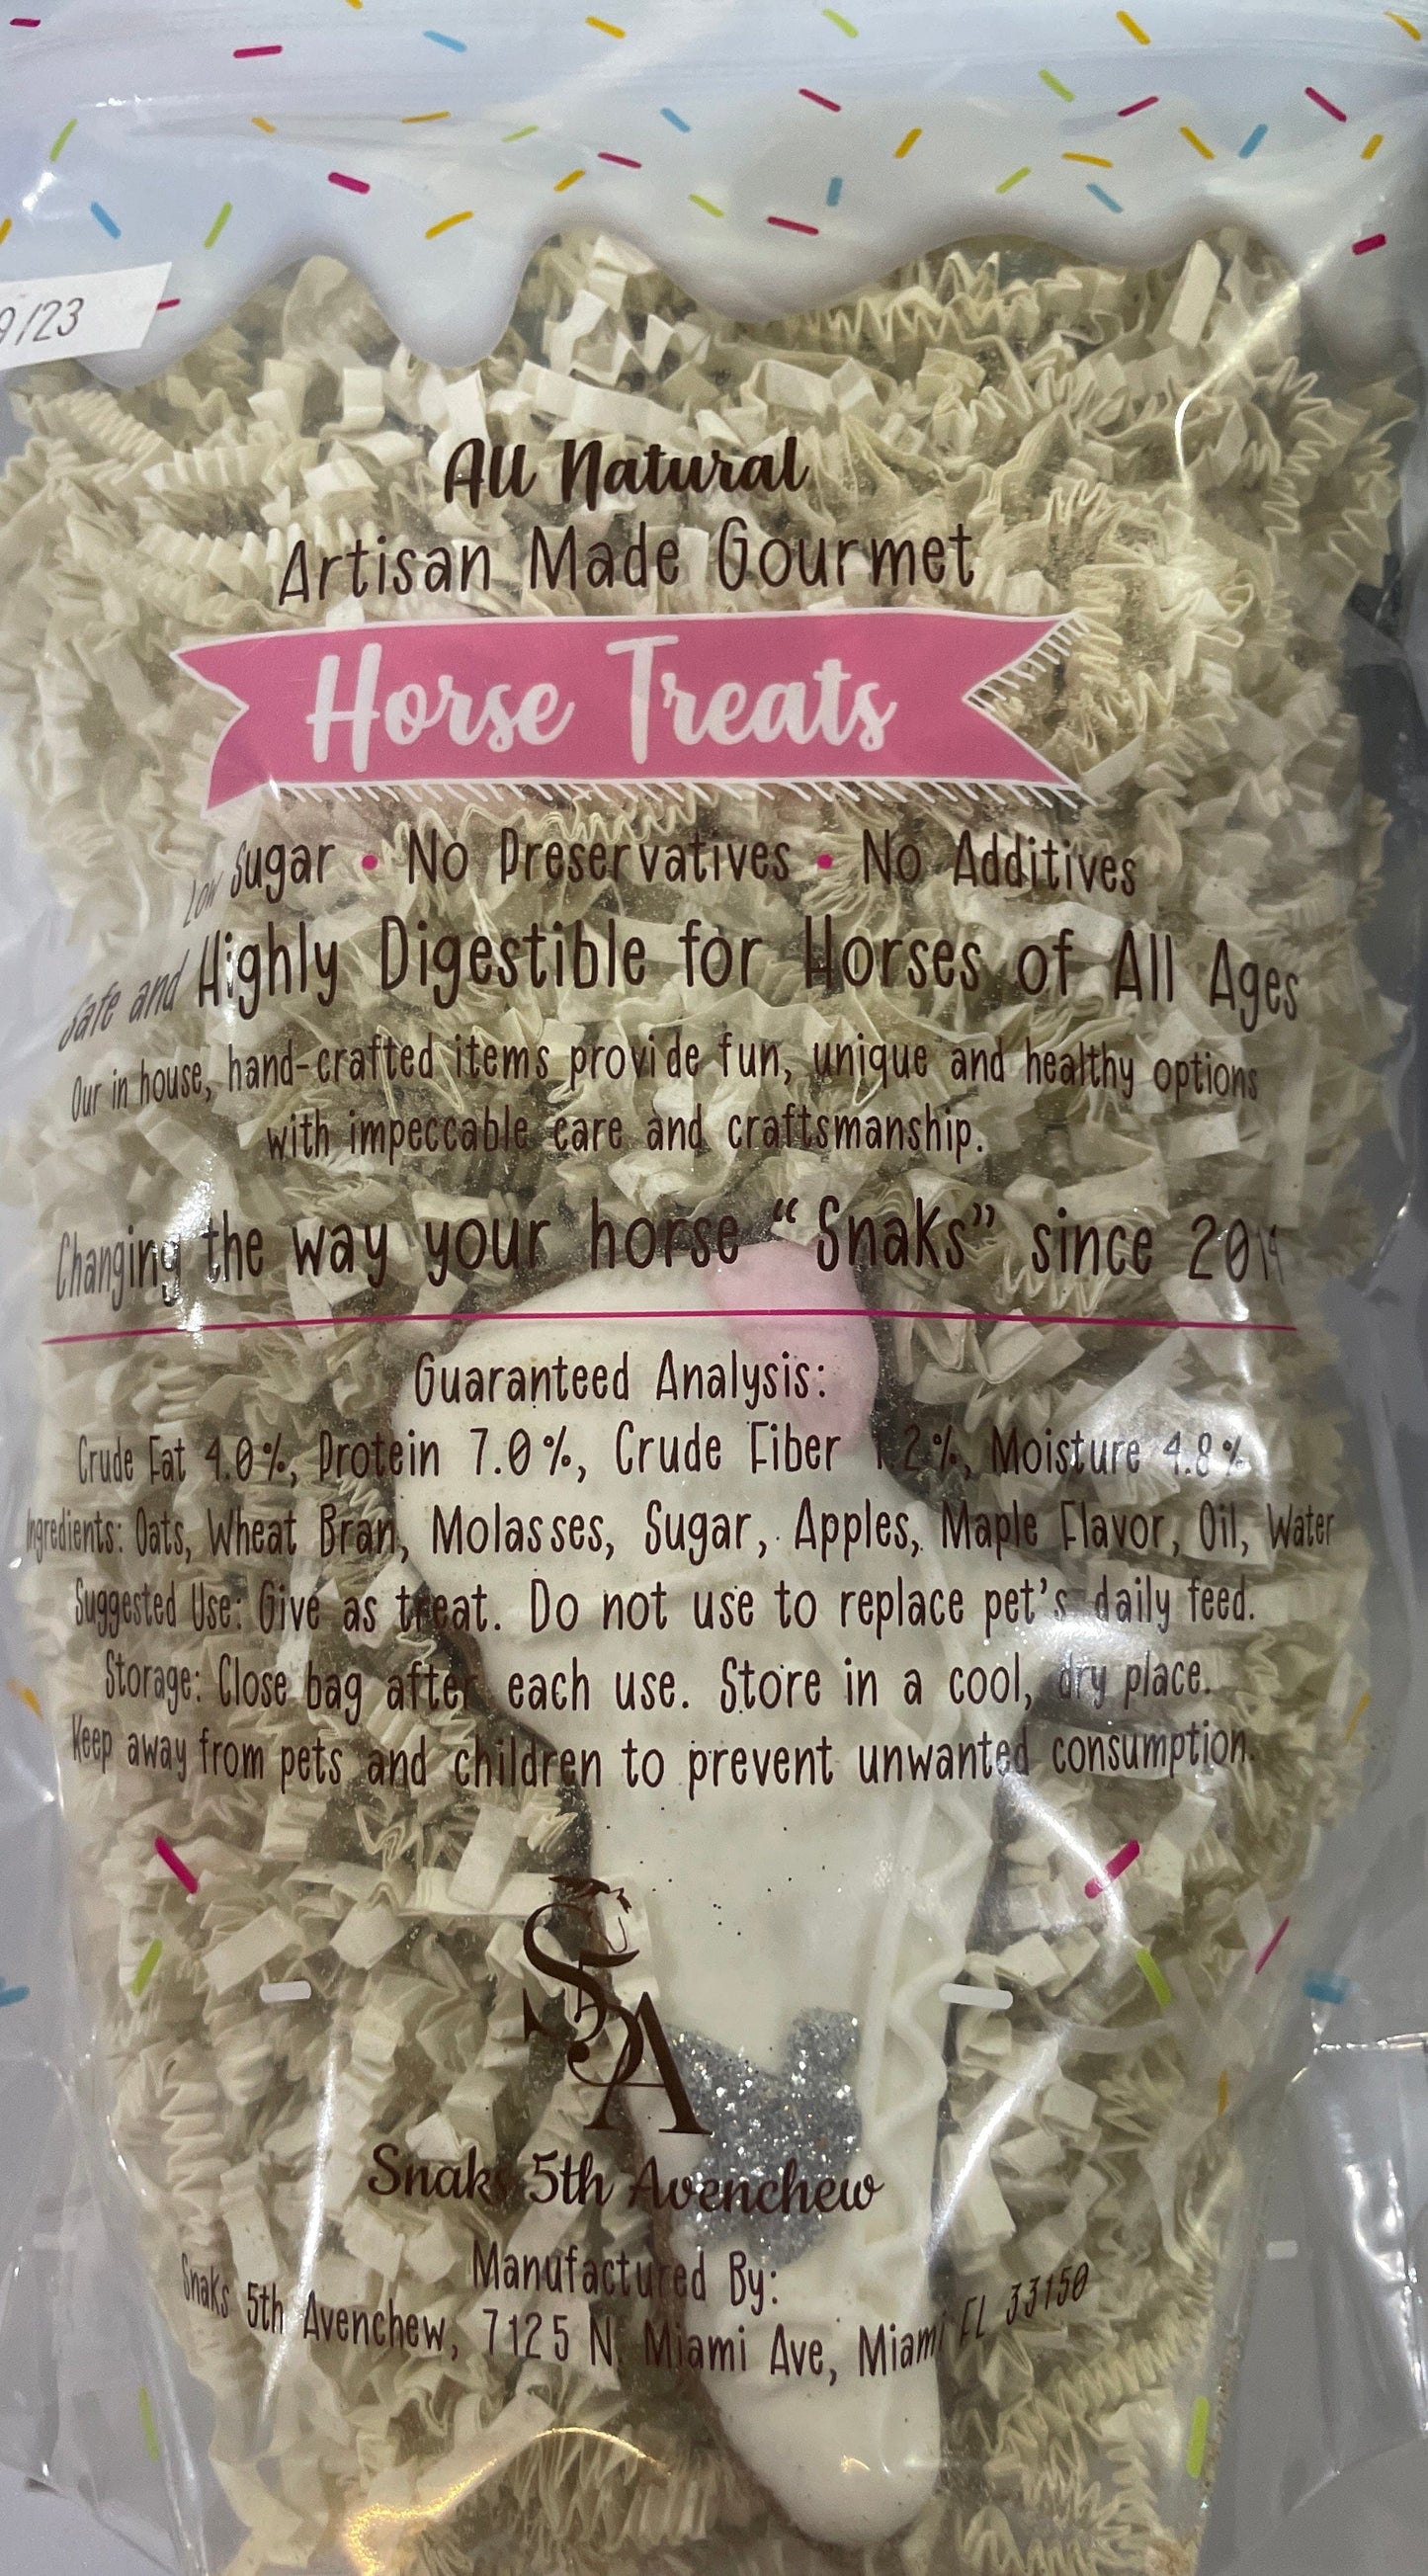 9/23
All Natural
Artisan Made Gourmet
Horse Treats
Low Sugar • No Preservatives • No Additives
Safe and Highly Digestible for Horses of All Ages
Our in house, hand-crafted items provide fun, unique and healthy options
with impeccable care and craftsmanship.
Changing the way your horse “Snaks” since
Guaranteed Analysis:
Crude Fat 4.0%, Protein 7.0%, Crude Fiber Moisture 4.8%
Ingredients: Oats, Wheat Bran, Molasses, Sugar, Apples, Maple Flavor, Oil, Water
Suggested Use: Give as treat. Do not use to replace pet's daily feed.
Storage: Close bag after each use. Store in a cool, dry place.
Keep away from pets and children to prevent unwanted consumption.
S5A
Snaks 5th Avenchew
Manufactured By:
Snaks 5th Avenchew, 7125 N. Miami Ave, Miami FL 33150